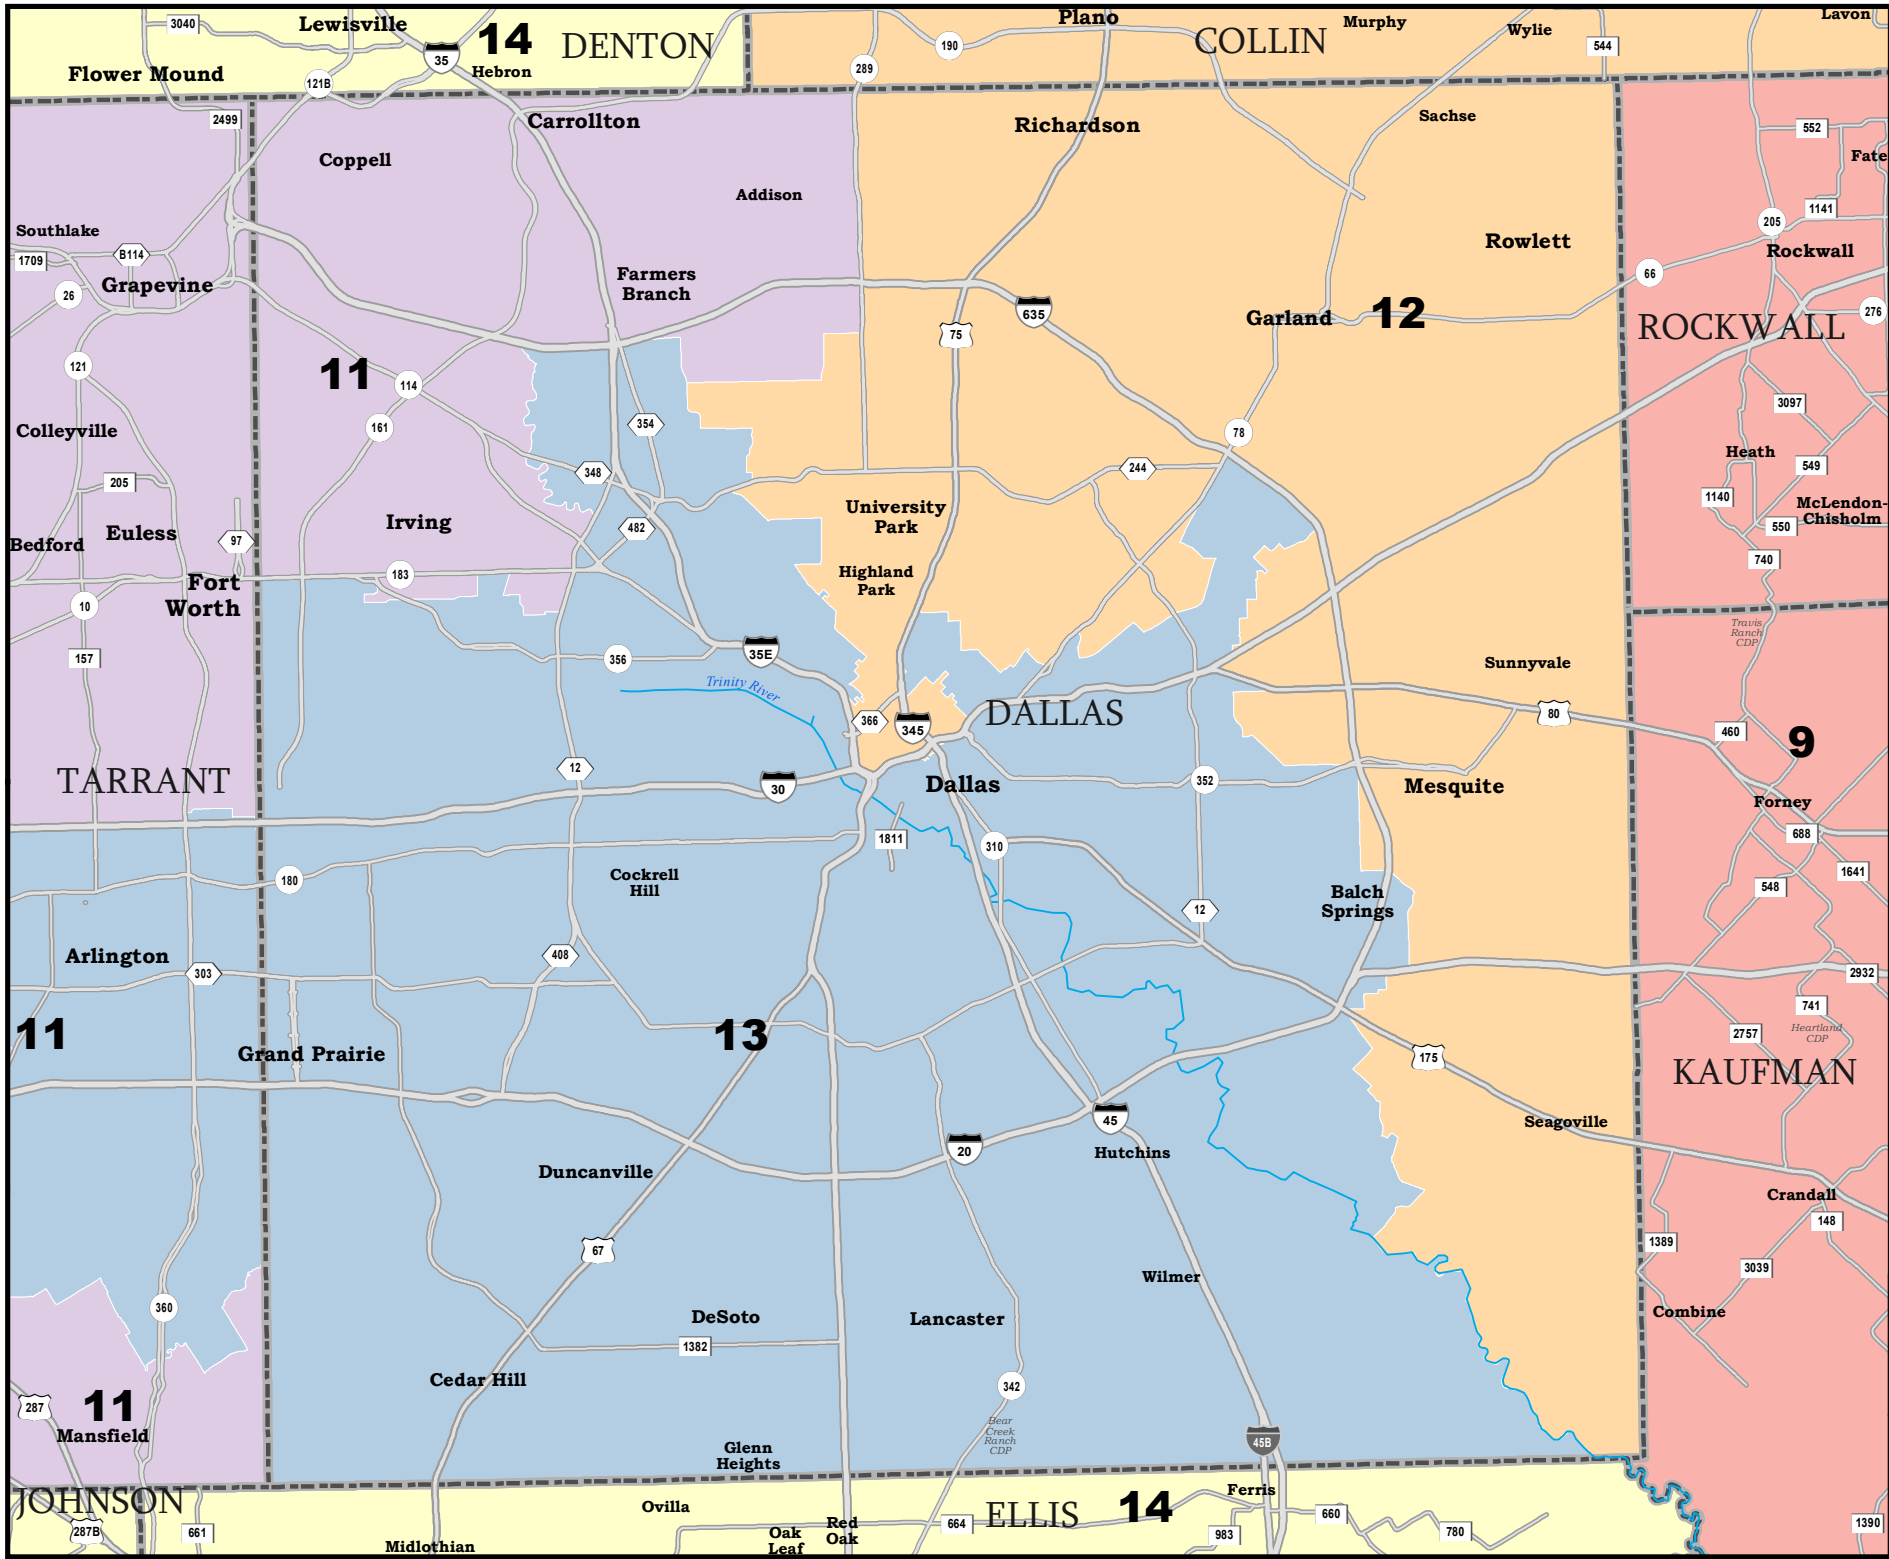 3040
Lewisville
14
DENTON
35
Hebron
Flower Mound
121B
Plano
COLLIN
Murphy
Wylie
Lavon
190
544
289
2499
Carrollton
Coppell
Addison
Richardson
Sachse
552
Fate
1141
205
Southlake
1709
B114
Grapevine
26
Farmers
Branch
Rowlett
Rockwall
66
276
635
75
Garland
12
ROCKWALL
121
11
114
161
Colleyville
354
78
3097
205
348
244
Heath
549
1140
McLendon-
Chisholm
550
Irving
University
Park
482
Bedford
Euless
97
740
183
Highland
Park
Fort
Worth
10
Travis
Ranch
CDP
157
356
35E
Sunnyvale
Trinity River
366
345
DALLAS
80
460
9
TARRANT
12
30
Dallas
352
Mesquite
Forney
688
1811
310
180
Cockrell
Hill
Balch
Springs
548
1641
12
Arlington
303
408
2932
741
Heartland
CDP
2757
11
13
Grand Prairie
175
KAUFMAN
45
20
Hutchins
Seagoville
Duncanville
Crandall
148
67
1389
3039
Wilmer
360
Combine
DeSoto
Lancaster
1382
Cedar Hill
342
287
11
Mansfield
Bear
Creek
Ranch
CDP
45B
Glenn
Heights
JOHNSON
Ovilla
ELLIS
14
Ferris
287B
661
Oak
Leaf
Red
Oak
664
983
660
780
1390
Midlothian